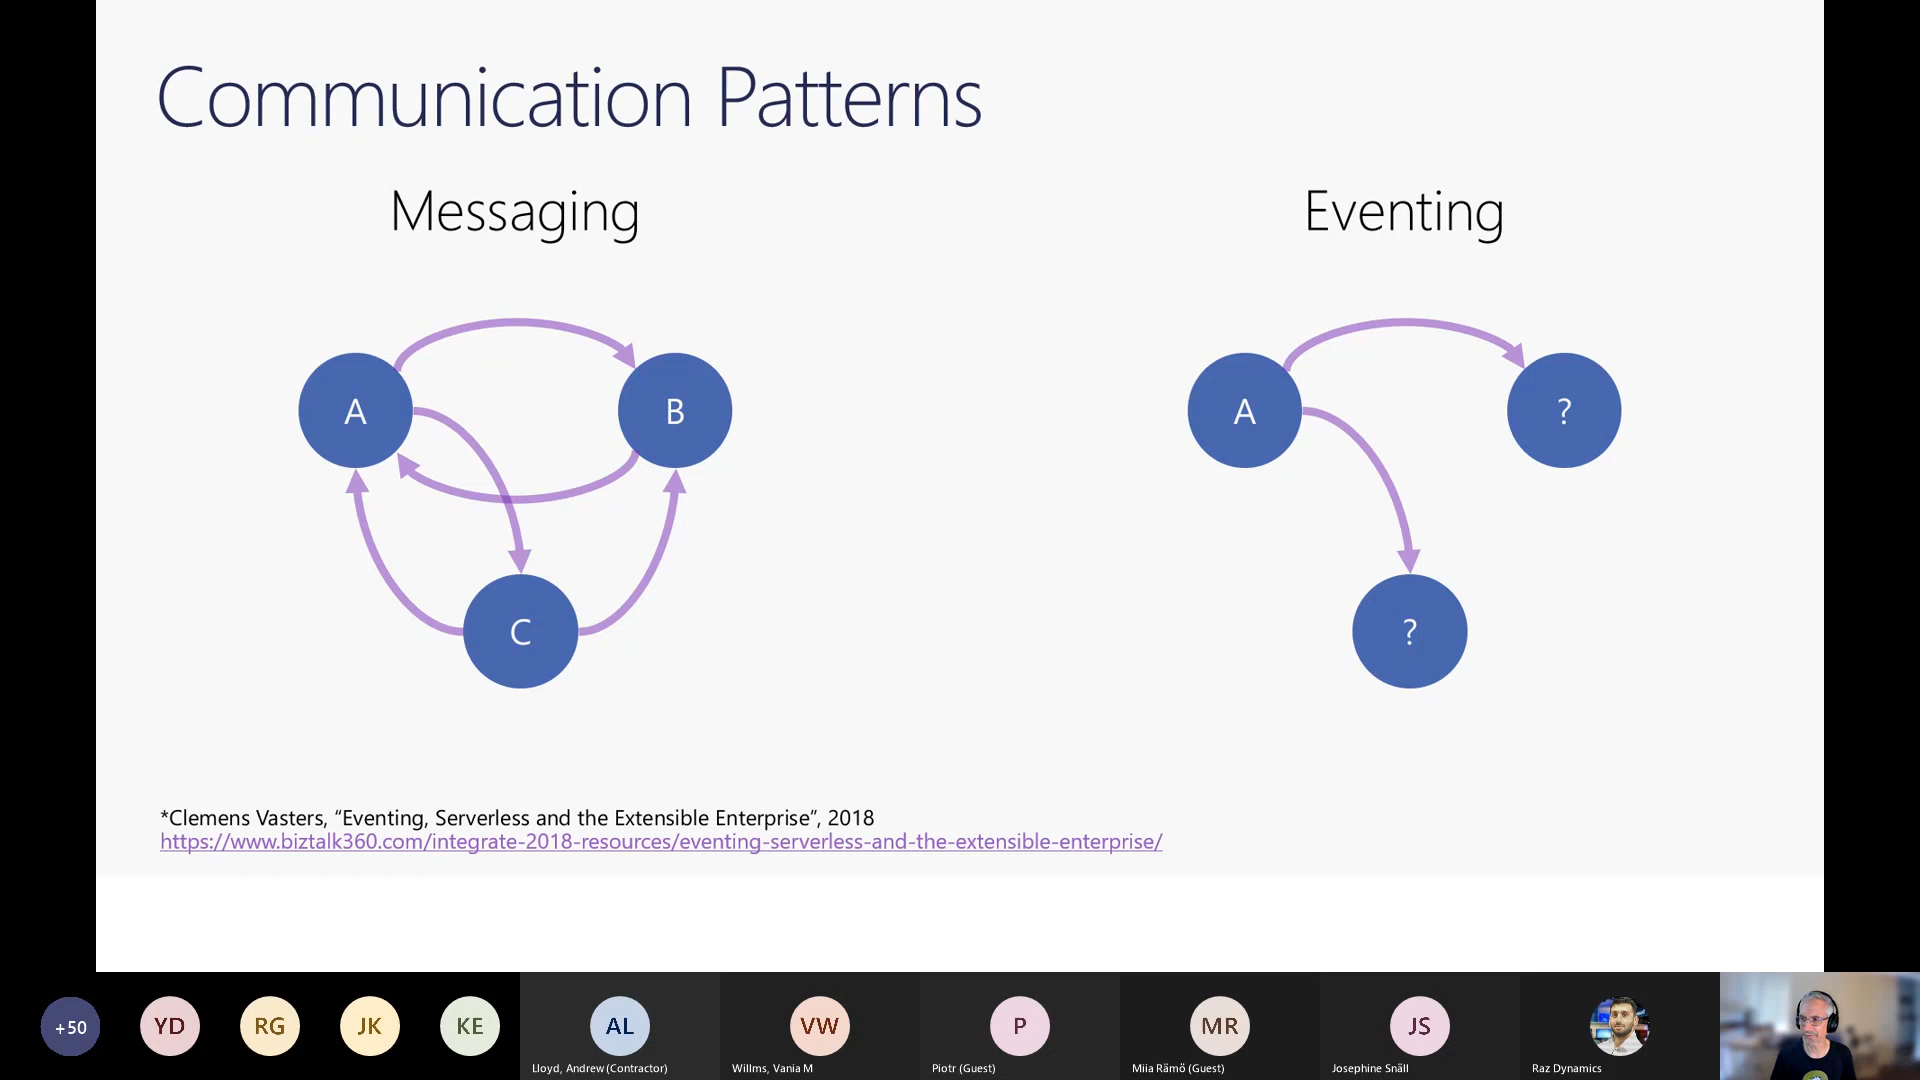 Communication Patterns
Messaging
Eventing
A
B
C
A
?
?
*Clemens Vasters, “Eventing, Serverless and the Extensible Enterprise”, 2018
https://www.biztalk360.com/integrate-2018-resources/eventing-serverless-and-the-extensible-enterprise/
+50
YD
RG
JK
KE
AL
VW
P
MR
JS
Lloyd, Andrew (Contractor)
Willms, Vania M
Piotr (Guest)
Miia Rämö (Guest)
Josephine Snäll
Raz Dynamics